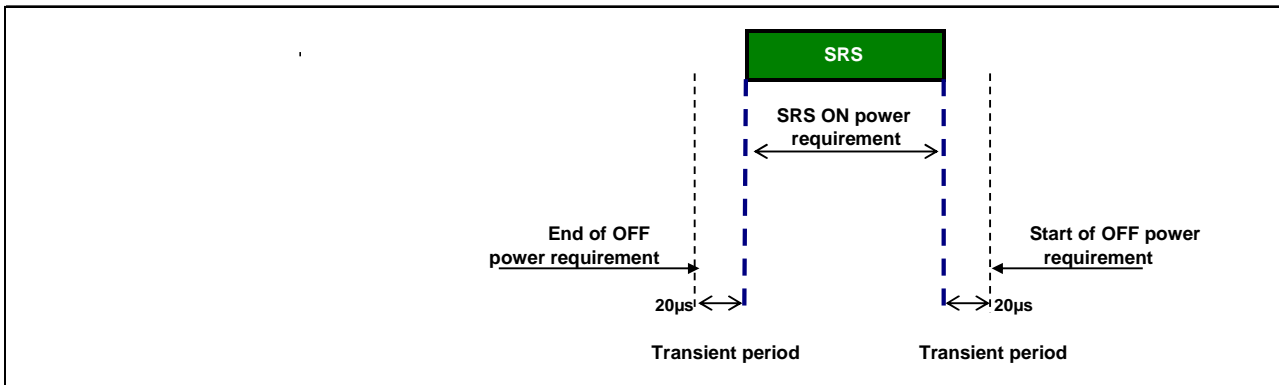 SRS
SRS ON power
requirement
End of OFF
power requirement
Start of OFF power
requirement
20µs
20µs
Transient period
Transient period